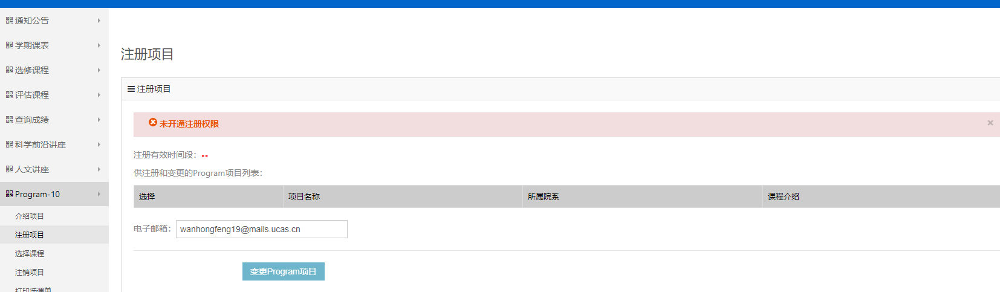 通知公告
学期课表
选修课程
评估课程
查询成绩
科学前沿讲座
人文讲座
Program-10
介绍项目
注册项目
选择课程
注销项目
打印选课单
注册项目
注册项目
未开通注册权限
注册有效时间段：--
供注册和变更的Program项目列表：
选择 项目名称 所属院系 课程介绍
电子邮箱：wanhongfeng19@mails.ucas.cn
变更Program项目